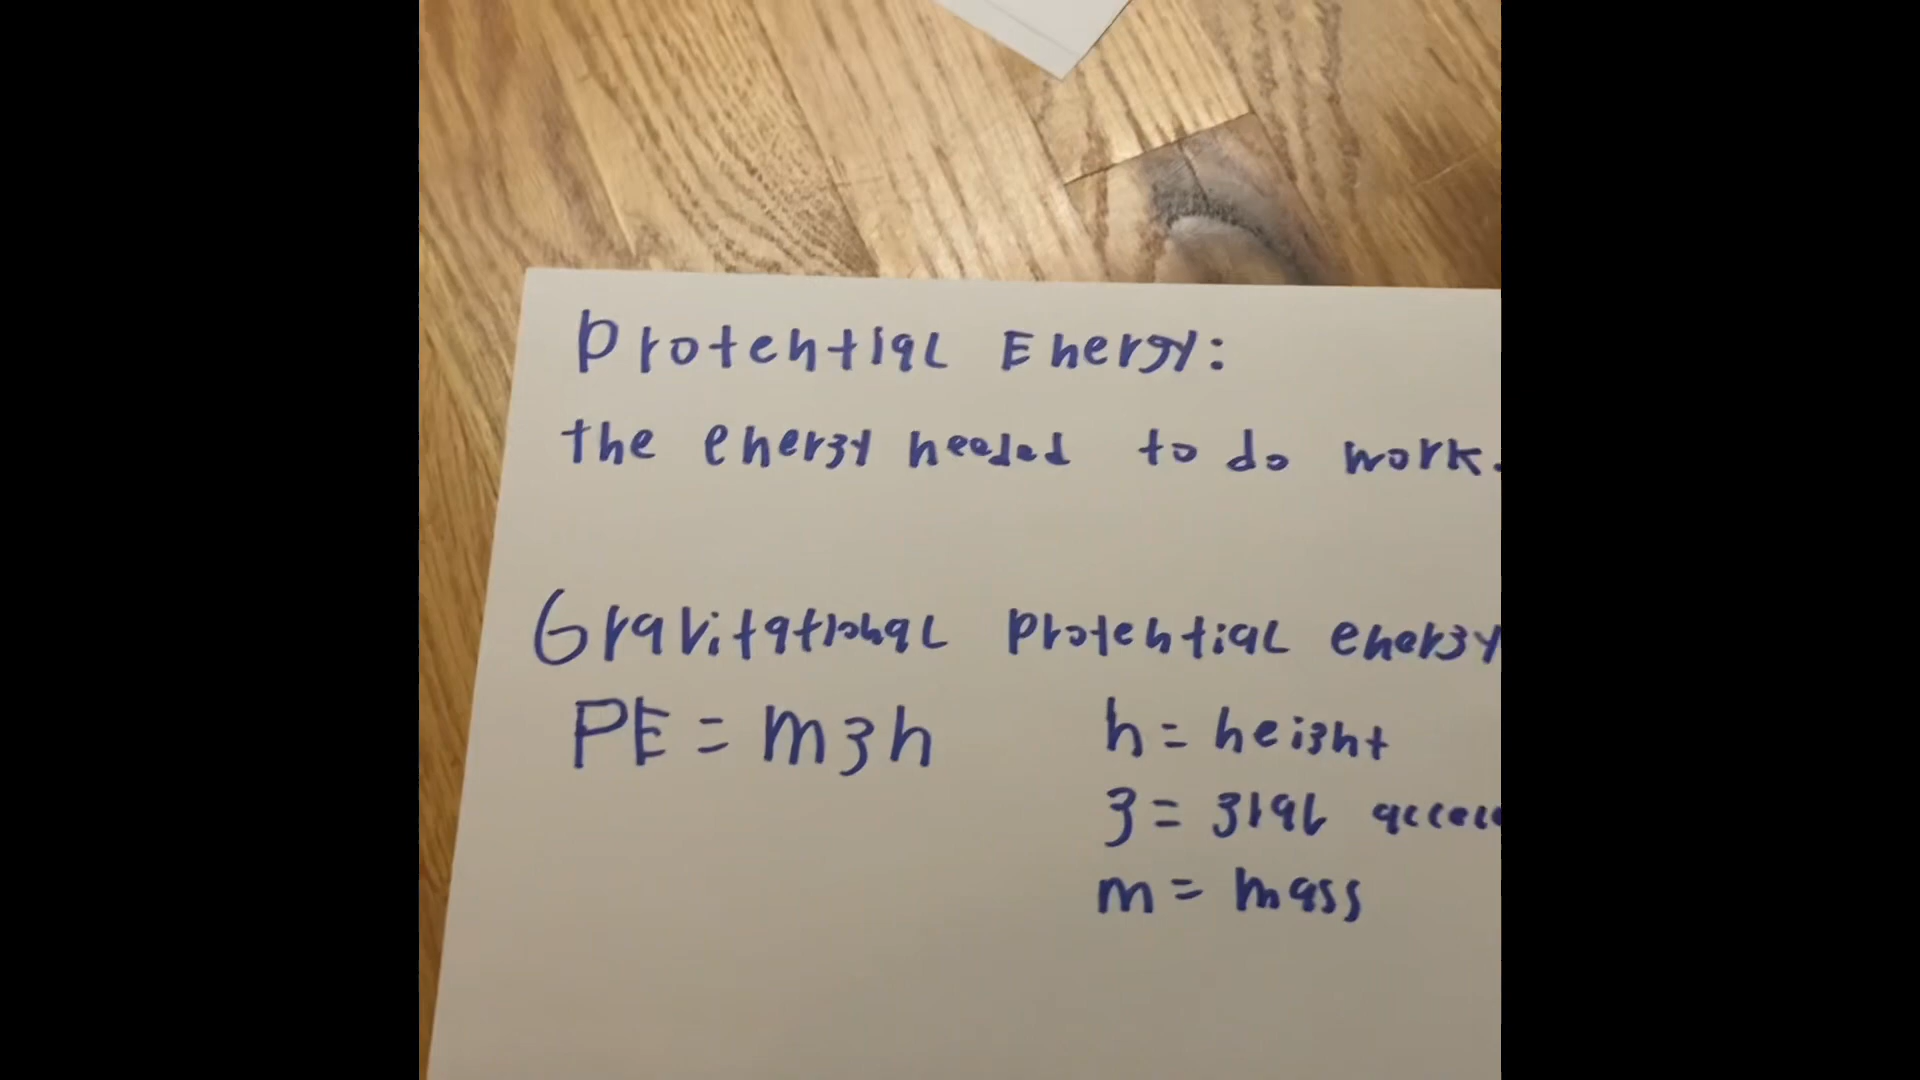 Protential Energy:
the energy needed to do work.
Gravitational protential energy
PE = mgh
h = height
g = grav
m = mass